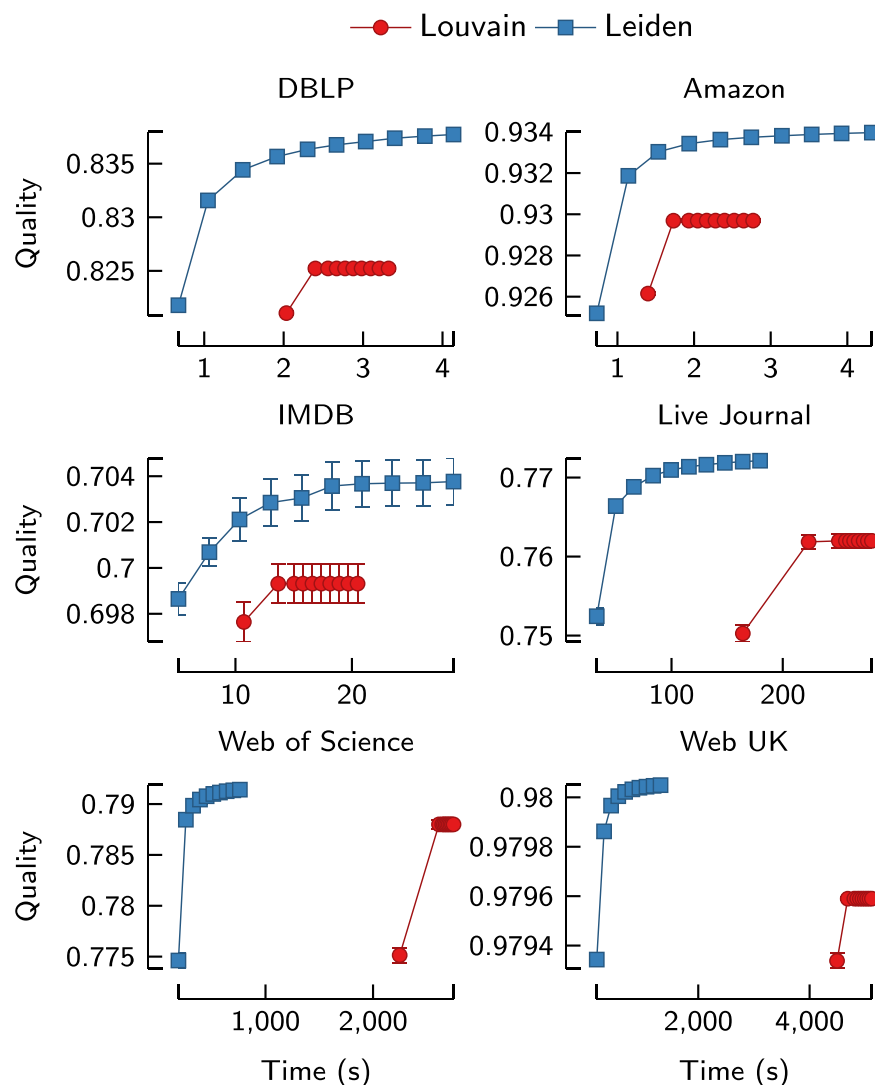 Louvain Leiden
DBLP
Quality
0.835
0.83
0.825
1 2 3 4
Amazon
0.934
0.932
0.93
0.928
0.926
1 2 3 4
IMDB
Quality
0.704
0.702
0.7
0.698
10 20
Live Journal
0.77
0.76
0.75
100 200
Web of Science
Quality
0.79
0.785
0.78
0.775
1,000 2,000
Time (s)
Web UK
0.98
0.9798
0.9796
0.9794
2,000 4,000
Time (s)